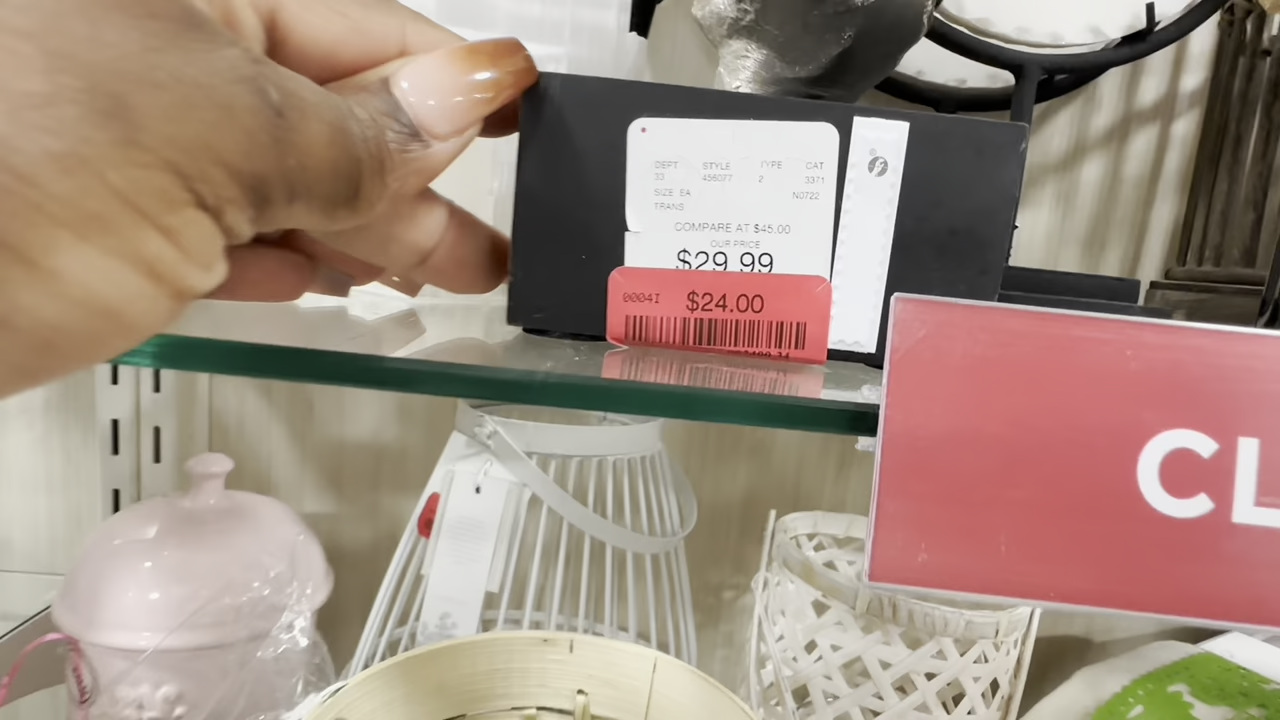 DEPT STYLE TYPE CAT
33 456077 2 3371
SIZE EA N0722
TRANS
COMPARE AT $45.00
OUR PRICE
$29.99
0004I $24.00
CL